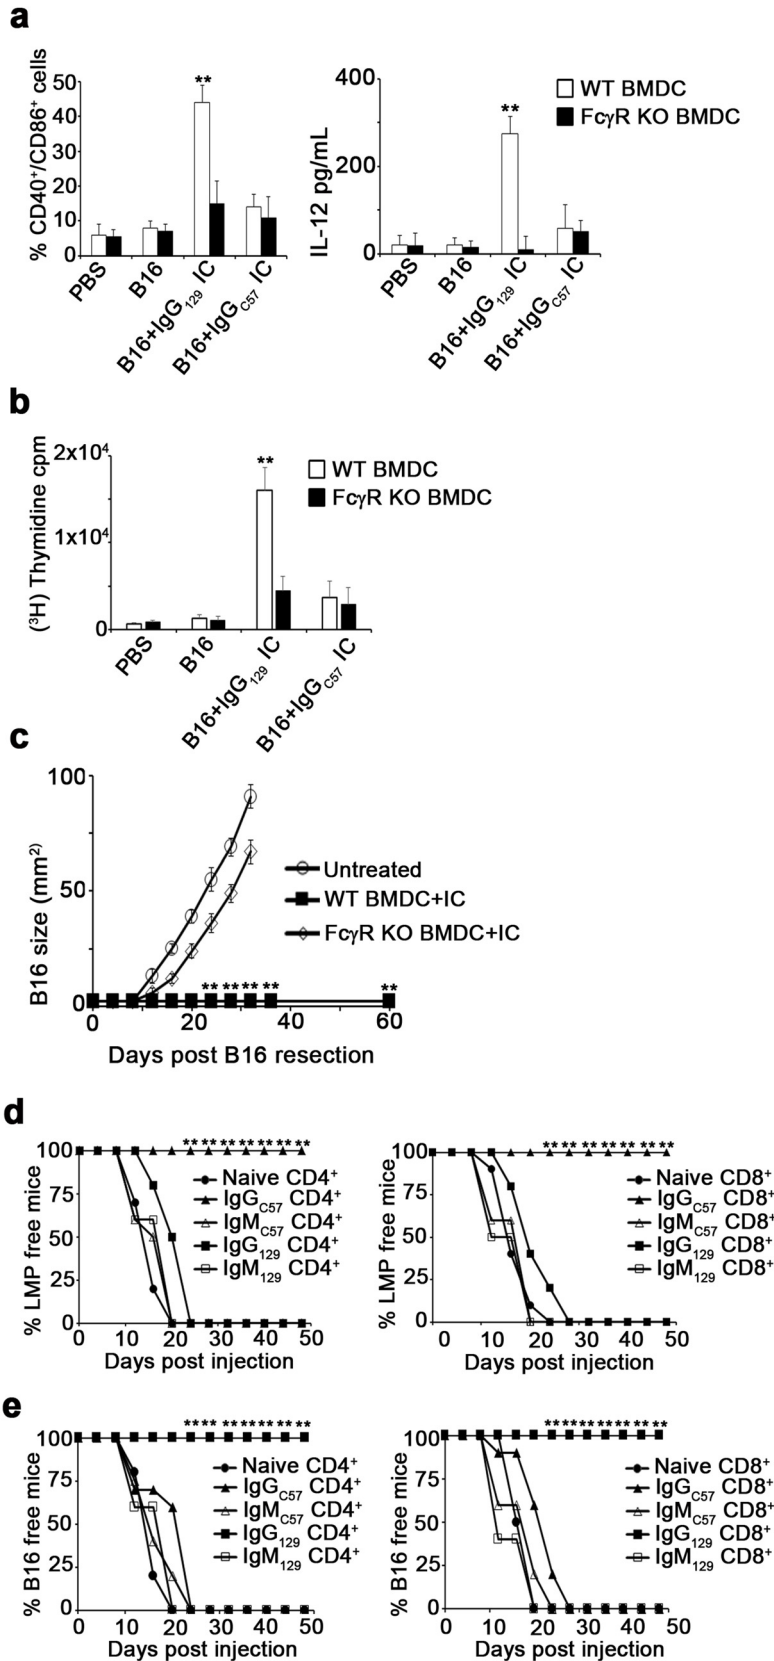 a
% CD40+/CD86+ cells
50
40
30
20
10
0
**
PBS
B16
B16+IgG129 IC
B16+IgGC57 IC
IL-12 pg/mL
400
200
0
**
PBS
B16
B16+IgG129 IC
B16+IgGC57 IC
WT BMDC
FcγR KO BMDC
b
(3H) Thymidine cpm
2x10⁴
1x10⁴
0
**
PBS
B16
B16+IgG129 IC
B16+IgGC57 IC
WT BMDC
FcγR KO BMDC
c
B16 size (mm²)
100
50
0
** ** ** ** **
0 20 40 60
Days post B16 resection
Untreated
WT BMDC+IC
FcγR KO BMDC+IC
d
% LMP free mice
100
75
50
25
0
** ** ** ** ** ** **
0 10 20 30 40 50
Days post injection
Naive CD4+
IgGC57 CD4+
IgMC57 CD4+
IgG129 CD4+
IgM129 CD4+
% LMP free mice
100
75
50
25
0
** ** ** ** ** ** **
0 10 20 30 40 50
Days post injection
Naive CD8+
IgGC57 CD8+
IgMC57 CD8+
IgG129 CD8+
IgM129 CD8+
e
% B16 free mice
100
75
50
25
0
** ** ** ** ** ** **
0 10 20 30 40 50
Days post injection
Naive CD4+
IgGC57 CD4+
IgMC57 CD4+
IgG129 CD4+
IgM129 CD4+
% B16 free mice
100
75
50
25
0
** ** ** ** ** ** **
0 10 20 30 40 50
Days post injection
Naive CD8+
IgGC57 CD8+
IgMC57 CD8+
IgG129 CD8+
IgM129 CD8+